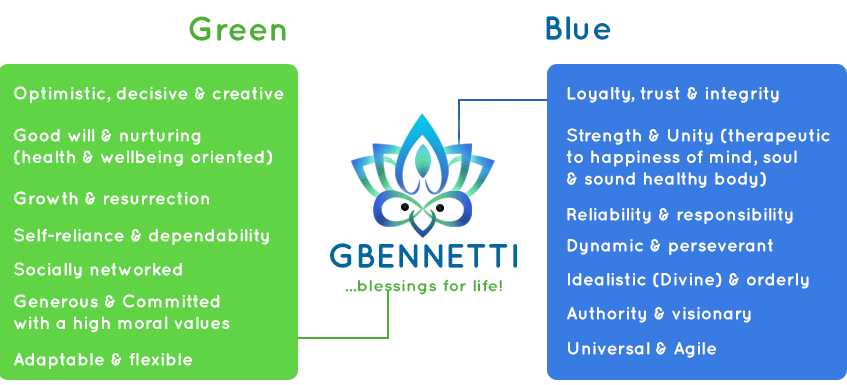 Green
Optimistic, decisive & creative
Good will & nurturing
(health & wellbeing oriented)
Growth & resurrection
Self-reliance & dependability
Socially networked
Generous & Committed
with a high moral values
Adaptable & flexible
GBENNETTI
...blessings for life!
Blue
Loyalty, trust & integrity
Strength & Unity (therapeutic
to happiness of mind, soul
& sound healthy body)
Reliability & responsibility
Dynamic & perseverant
Idealistic (Divine) & orderly
Authority & visionary
Universal & Agile